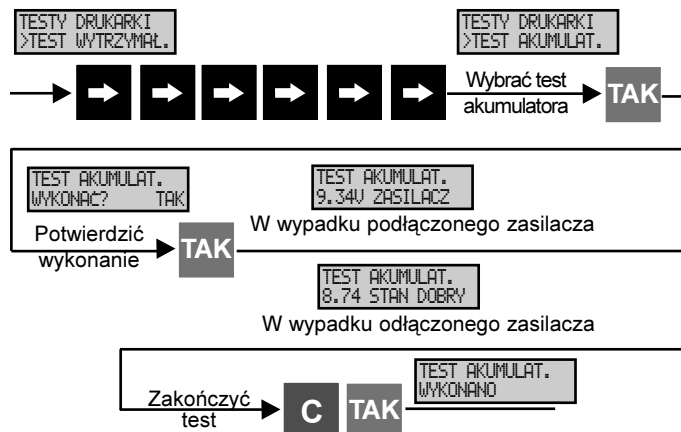 TESTY DRUKARKI
>TEST WYTRZYMAŁ.
TESTY DRUKARKI
>TEST AKUMULAT.
Wybrać test
akumulatora
TAK
TEST AKUMULAT.
WYKONAĆ? TAK
Potwierdzić
wykonanie
TAK
TEST AKUMULAT.
9.34V ZASILACZ
W wypadku podłączonego zasilacza
TEST AKUMULAT.
8.74 STAN DOBRY
W wypadku odłączonego zasilacza
Zakończyć
test
C
TAK
TEST AKUMULAT.
WYKONANO